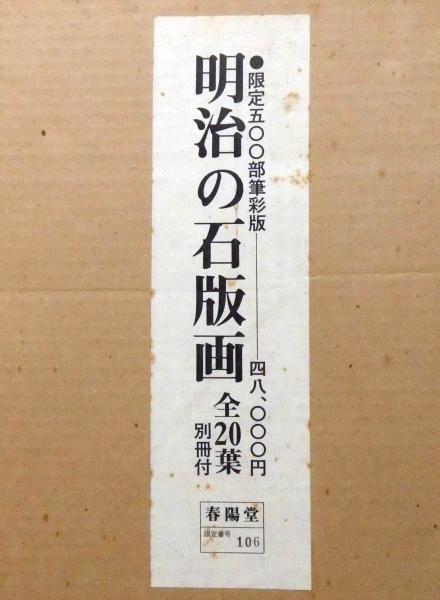 ●限定五〇〇部筆彩版――四八、〇〇〇円
明治の石版画
全20葉
別冊付
春陽堂
限定番号
106